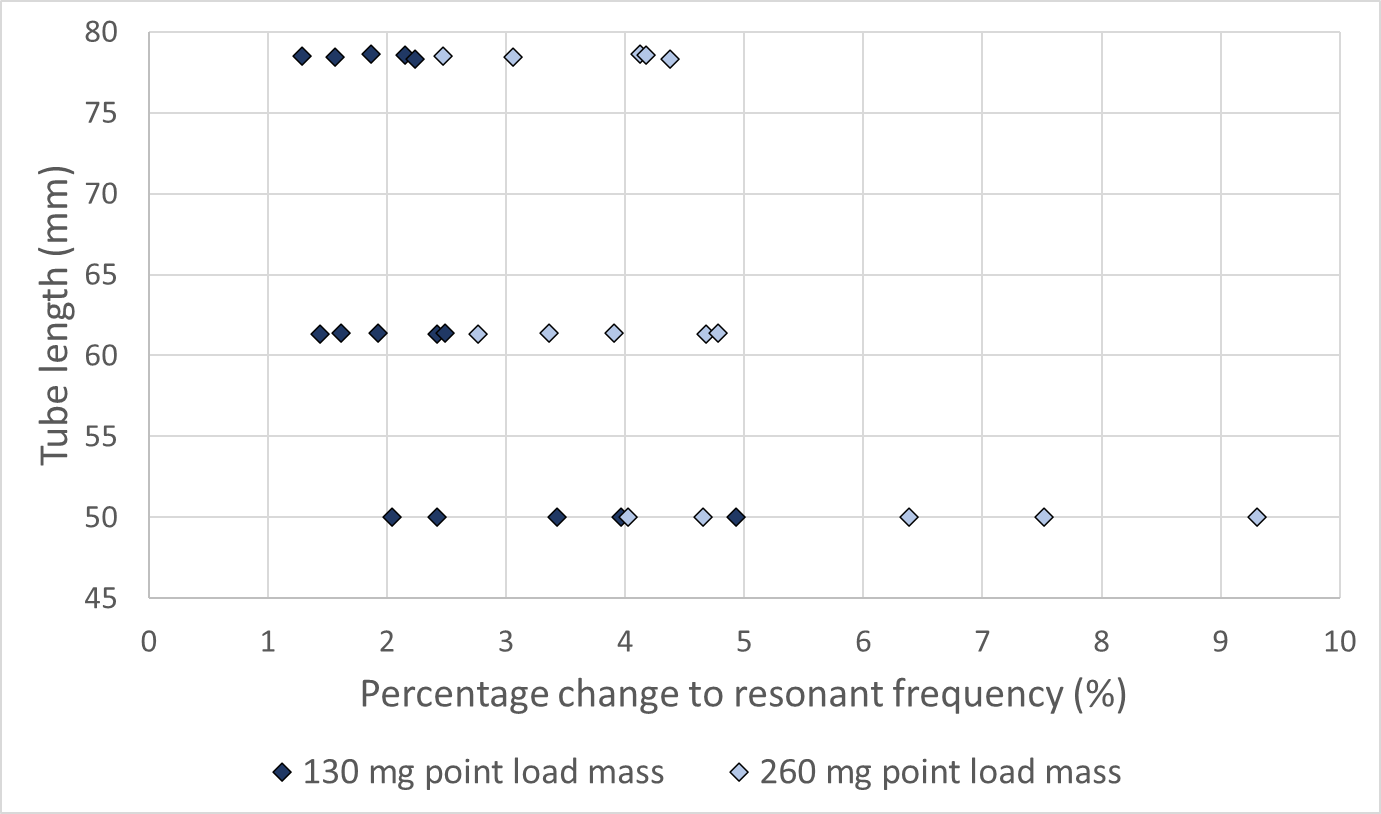 80
75
70
65
60
55
50
45
Tube length (mm)
0 1 2 3 4 5 6 7 8 9 10
Percentage change to resonant frequency (%)
130 mg point load mass 260 mg point load mass